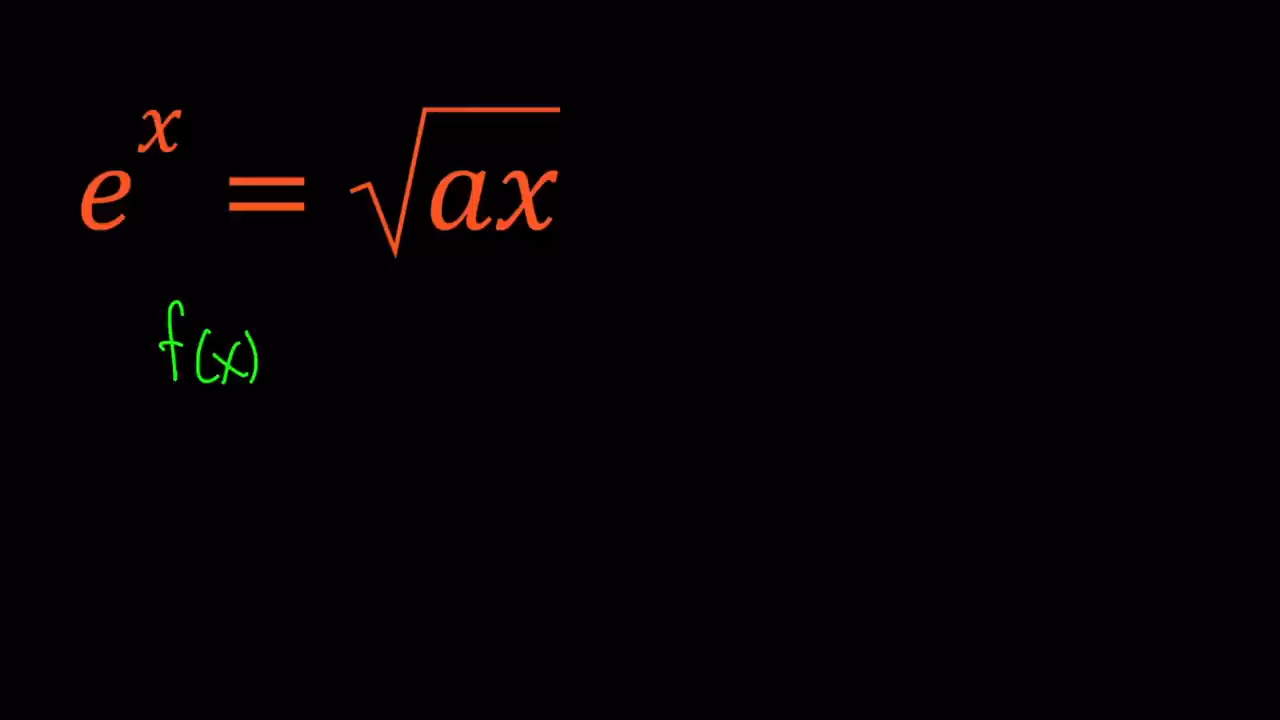 e^x = √ax
f(x)